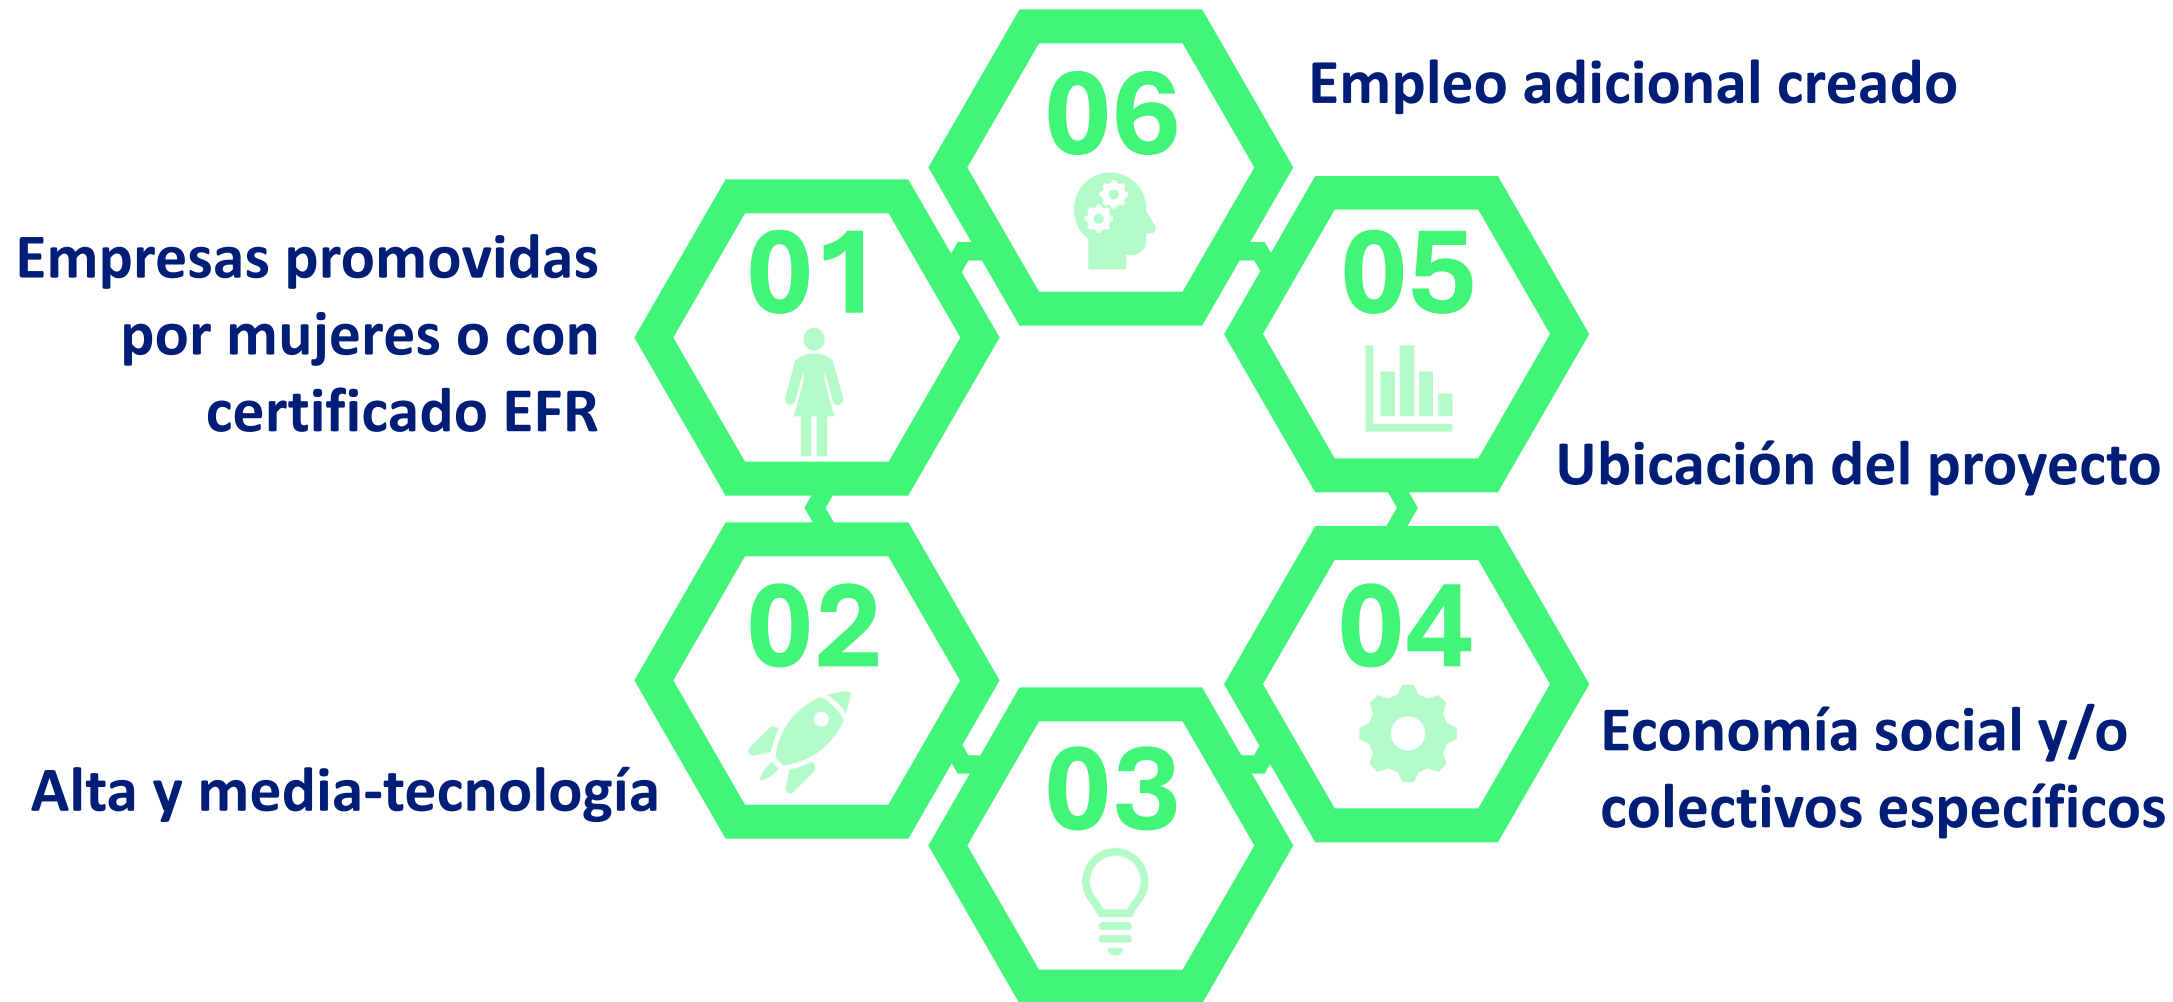 06
Empleo adicional creado
01
Empresas promovidas
por mujeres o con
certificado EFR
05
Ubicación del proyecto
02
Alta y media-tecnología
04
Economía social y/o
colectivos específicos
03